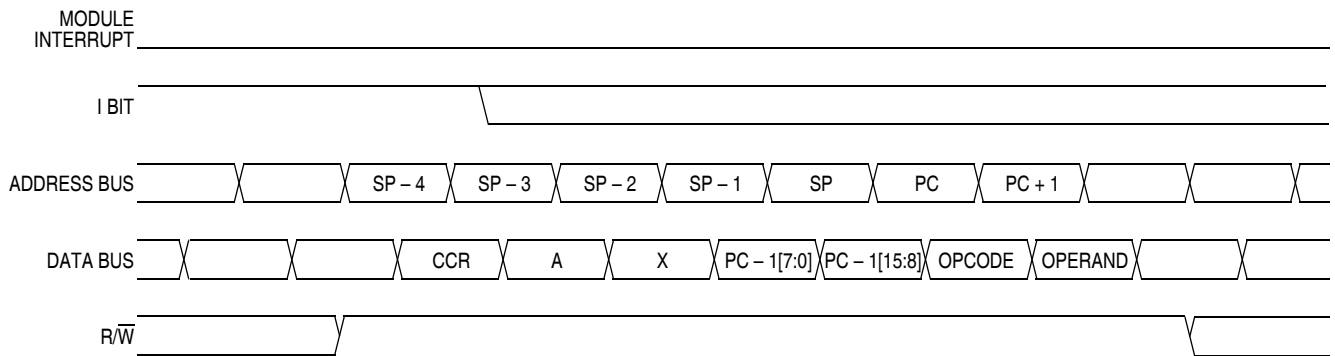 MODULE
INTERRUPT
I BIT
ADDRESS BUS SP – 4 SP – 3 SP – 2 SP – 1 SP PC PC + 1
DATA BUS CCR A X PC – 1[7:0] PC – 1[15:8] OPCODE OPERAND
R/W̅